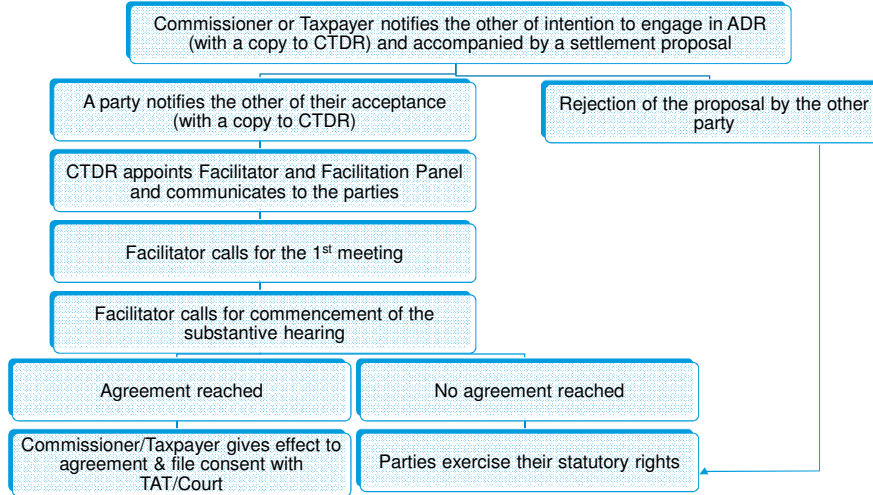 Commissioner or Taxpayer notifies the other of intention to engage in ADR
(with a copy to CTDR) and accompanied by a settlement proposal
A party notifies the other of their acceptance
(with a copy to CTDR)
Rejection of the proposal by the other
party
CTDR appoints Facilitator and Facilitation Panel
and communicates to the parties
Facilitator calls for the 1st meeting
Facilitator calls for commencement of the
substantive hearing
Agreement reached
No agreement reached
Commissioner/Taxpayer gives effect to
agreement & file consent with
TAT/Court
Parties exercise their statutory rights